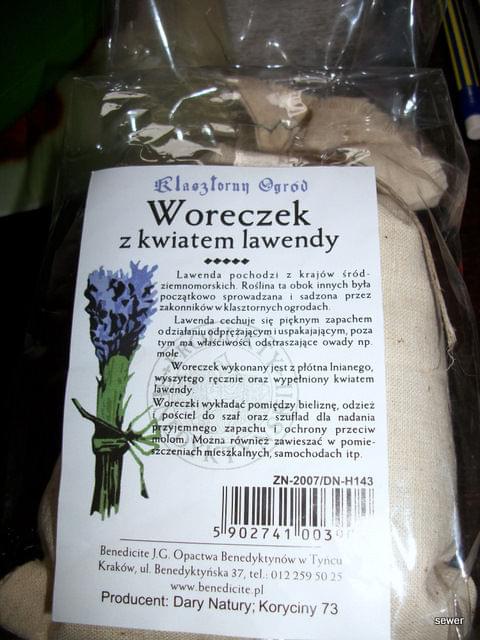 Klasztorny Ogród
Woreczek
z kwiatem lawendy
Lawenda pochodzi z krajów śród-
ziemnomorskich. Roślina ta obok innych była
początkowo sprowadzana i sadzona przez
zakonników w klasztornych ogrodach.
Lawenda cechuje się pięknym zapachem
o działaniu odprężającym i uspakajającym, poza
tym ma właściwości odstraszające owady np.
mole.
Woreczek wykonany jest z płótna lnianego,
wyszytego ręcznie oraz wypełniony kwiatem
lawendy.
Woreczki wykładać pomiędzy bieliznę, odzież
i pościel do szaf oraz szuflad dla nadania
przyjemnego zapachu i ochrony przeciw
molom. Można również zawieszać w pomie-
szczeniach mieszkalnych, samochodach itp.
ZN-2007/DN-H143
5 902741 003
Benedicite J.G. Opactwa Benedyktynów w Tyńcu
Kraków, ul. Benedyktyńska 37, tel.: 012 259 50 25
www.benedicite.pl
Producent: Dary Natury; Koryciny 73
sewer